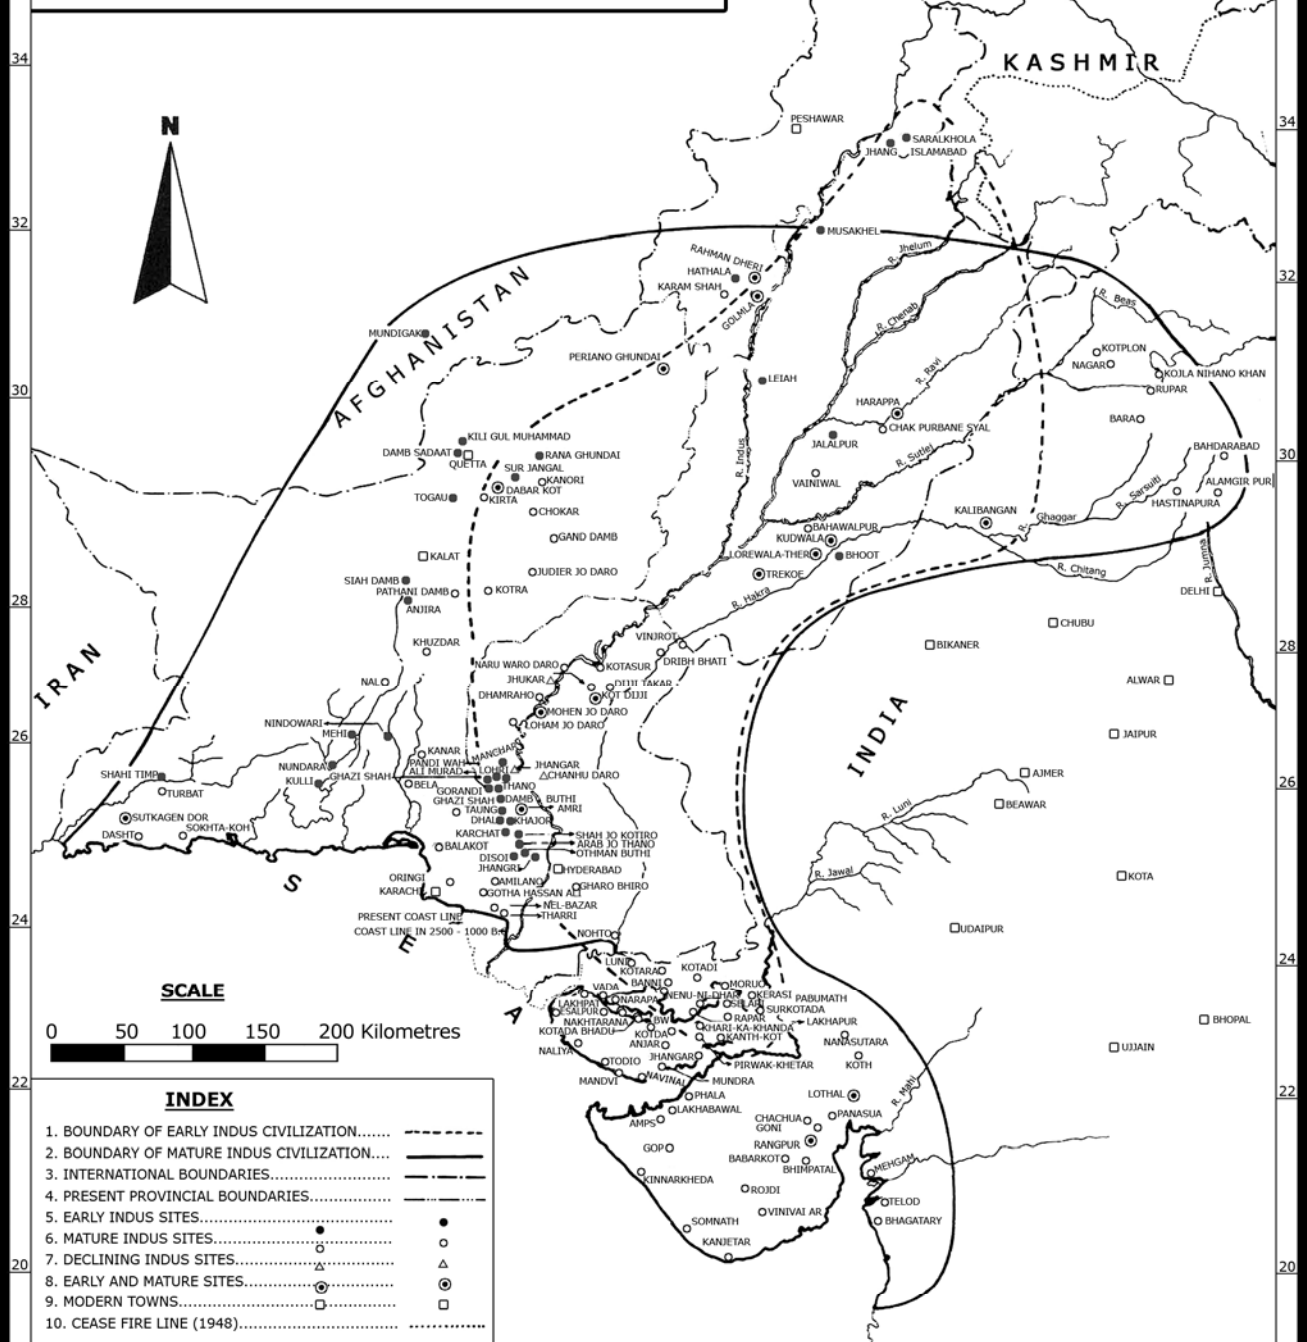 KASHMIR
34
34
N
PESHAWAR
SARALKHOLA
JHANG
ISLAMABAD
32
MUSAKHEL
R. Jhelum
RAHMAN DHERI
HATHALA
KARAM SHAH
GOLMLA
32
R. Beas
R. Chenab
MUNDIGAK
AFGHANISTAN
PERIANO GHUNDAI
KOTPLON
NAGAR
KOJLA NIHANO KHAN
RUPAR
LEIAH
R. Ravi
30
HARAPPA
CHAK PURBANE SYAL
BARA
KILI GUL MUHAMMAD
DAMB SADAAT
QUETTA
RANA GHUNDAI
JALALPUR
R. Indus
R. Sutlej
BAHDARABAD
30
SUR JANGAL
KANORI
DABAR KOT
TOGAU
KIRTA
VAINIWAL
ALAMGIR PUR
R. Sarsuiti
HASTINAPURA
CHOKAR
KALIBANGAN
R. Ghaggar
GAND DAMB
BAHAWALPUR
KUDWALA
LOREWALA-THER
BHOOT
KALAT
JUDIER JO DARO
TREKOE
R. Chitang
R. Jumna
SIAH DAMB
PATHANI DAMB
KOTRA
R. Hakra
DELHI
28
ANJIRA
VINJROT
CHUBU
KHUZDAR
DRIBH BHATI
BIKANER
28
IRAN
NARU WARO DARO
KOTASUR
NAL
JHUKAR
DIJJI TAKAR
ALWAR
DHAMRAHO
KOT DIJJI
MOHEN JO DARO
NINDOWARI
LOHAM JO DARO
MEHI
INDIA
JAIPUR
26
KANAR
MANCHAR
PANDI WAH
NUNDARA
ALI MURAD
LOHRI
JHANGAR
SHAHI TIMP
KULLI
GHAZI SHAH
CHANHU DARO
AJMER
26
TURBAT
BELA
GORANDI
THANO
GHAZI SHAH
DAMB
BUTHI
BEAWAR
SUTKAGEN DOR
TAUNG
AMRI
R. Luni
DHAL
KHAJOR
DASHT
SOKHTA-KOH
KARCHAT
SHAH JO KOTIRO
ARAB JO THANO
BALAKOT
OTHMAN BUTHI
DISOI
JHANGRI
HYDERABAD
R. Jawal
KOTA
ORINGI
AMILANO
KARACHI
GHARO BHIRO
GOTHA HASSAN ALI
NEL-BAZAR
PRESENT COAST LINE
THARRI
24
COAST LINE IN 2500 - 1000 B.C
NOHTO
UDAIPUR
SEA
LUNI
KOTARA
KOTADI
24
BANNI
MORUO
VADA
NENU-NI-DHAR
KERASI
PABUMATH
LAKHPAT
NARAPA
SELARI
SURKOTADA
ESALPUR
RAPAR
LAKHAPUR
NAKHTARANA
LBW
KHARI-KA-KHANDA
KOTADA BHADU
KOTDA
KANTH-KOT
NANASUTARA
ANJAR
NALIYA
JHANGAR
KOTH
TODIO
PIRWAK-KHETAR
MANDVI
NAVINAL
MUNDRA
BHOPAL
UJJAIN
PHALA
LOTHAL
R. Mahi
22
LAKHABAWAL
AMPS
CHACHUA
PANASUA
GONI
22
GOP
RANGPUR
BABARKOT
BHIMPATAL
MEHGAM
KINNARKHEDA
ROJDI
TELOD
VINIVAI AR
BHAGATARY
SOMNATH
KANJETAR
20
20
SCALE
0 50 100 150 200 Kilometres
INDEX
1. BOUNDARY OF EARLY INDUS CIVILIZATION.......
2. BOUNDARY OF MATURE INDUS CIVILIZATION....
3. INTERNATIONAL BOUNDARIES.........................
4. PRESENT PROVINCIAL BOUNDARIES................
5. EARLY INDUS SITES.......................................
6. MATURE INDUS SITES....................................
7. DECLINING INDUS SITES................................
8. EARLY AND MATURE SITES..............................
9. MODERN TOWNS............................................
10. CEASE FIRE LINE (1948)................................